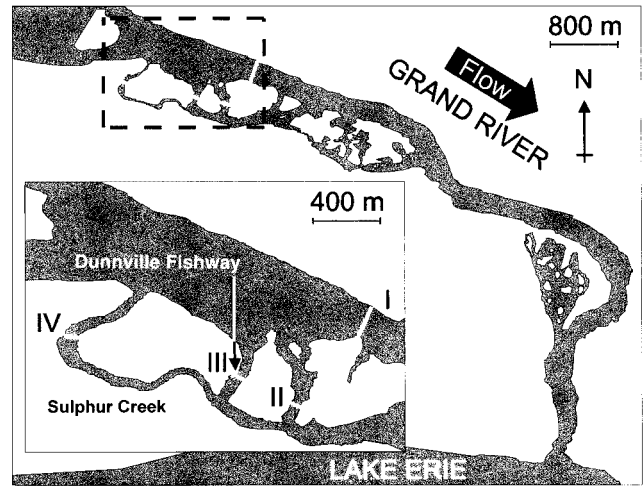 800 m
Flow
GRAND RIVER
N
400 m
Dunnville Fishway
I
IV
III
II
Sulphur Creek
LAKE ERIE